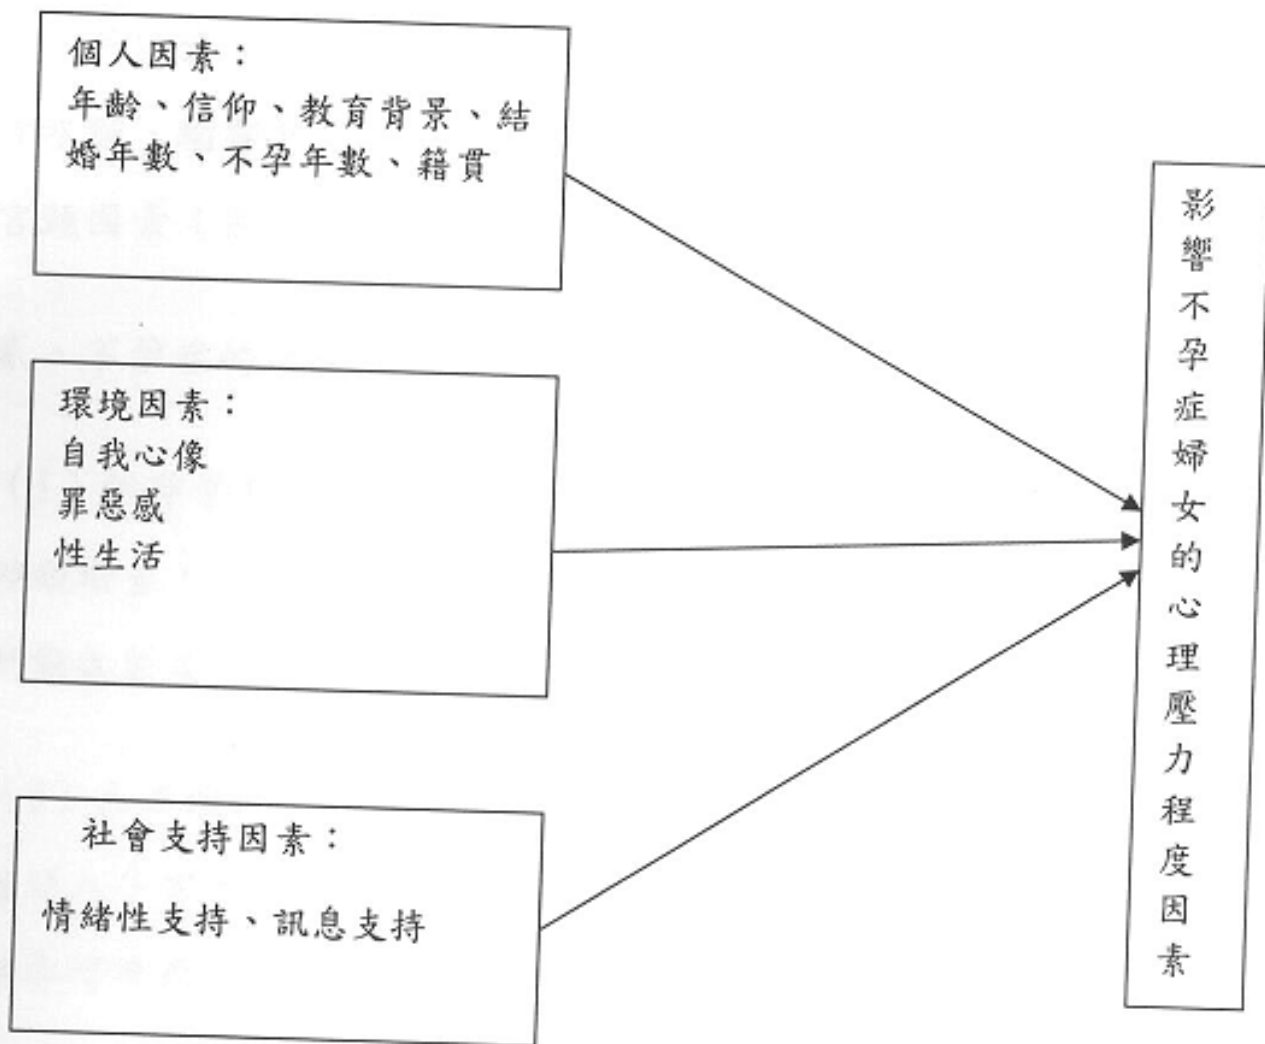 個人因素：
年齡、信仰、教育背景、結
婚年數、不孕年數、籍貫
環境因素：
自我心像
罪惡感
性生活
社會支持因素：
情緒性支持、訊息支持
影響不孕症婦女的心理壓力程度因素